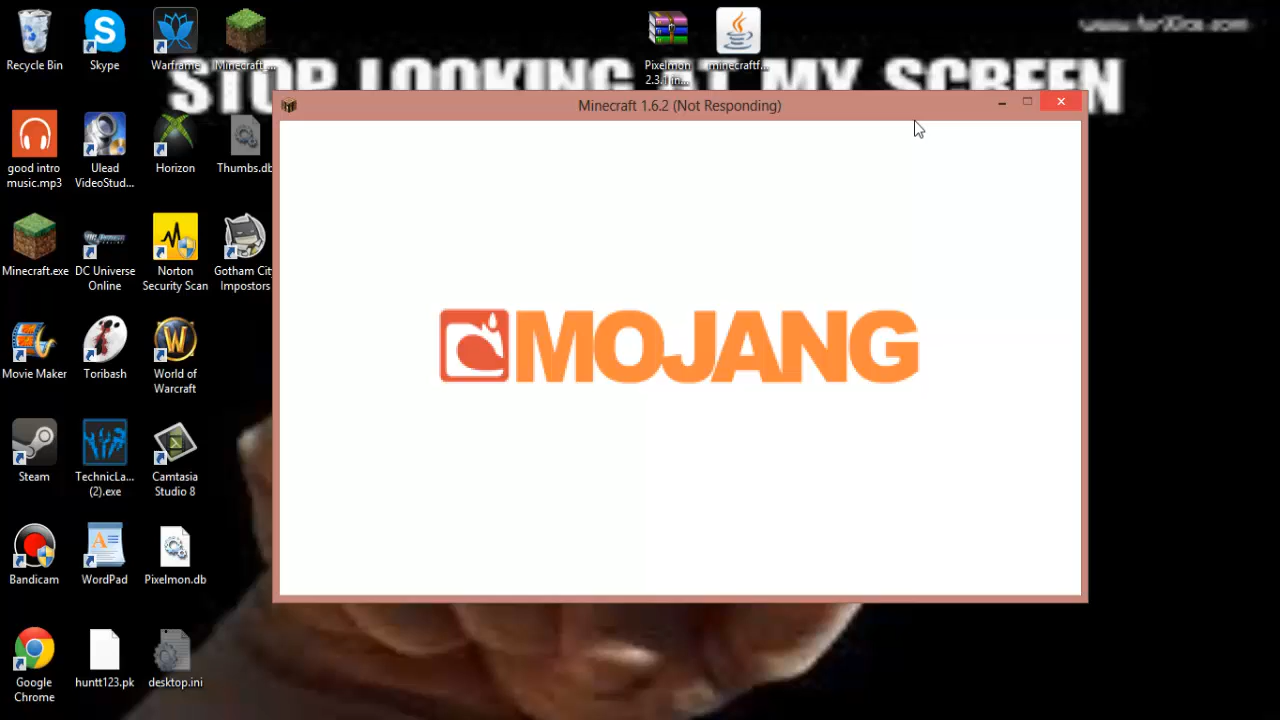 STOP LOOKING MY SCREEN
Minecraft 1.6.2 (Not Responding)
MOJANG
Recycle Bin
Skype
Warframe
Minecraft...
Pixelmon
2.3.1 in...
minecraftf...
good intro
music.mp3
Ulead
VideoStud...
Horizon
Thumbs.db
Minecraft.exe
DC Universe
Online
Norton
Security Scan
Gotham City
Impostors
Movie Maker
Toribash
World of
Warcraft
Steam
TechnicLa...
(2).exe
Camtasia
Studio 8
Bandicam
WordPad
Pixelmon.db
Google
Chrome
huntt123.pk
desktop.ini